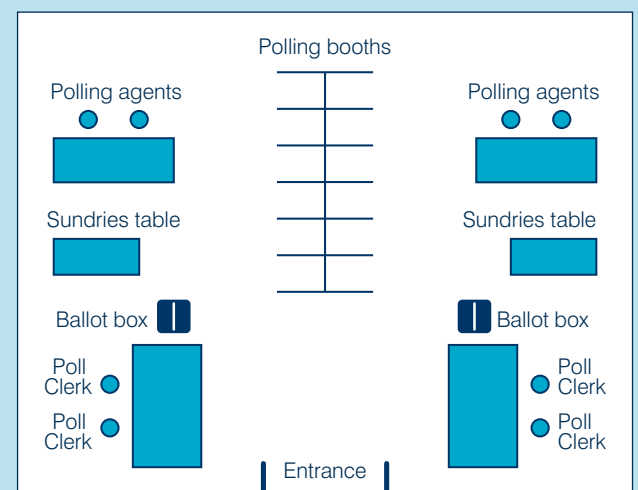 Polling booths
Polling agents
Polling agents
Sundries table
Sundries table
Ballot box
Ballot box
Poll
Clerk
Poll
Clerk
Poll
Clerk
Poll
Clerk
Entrance